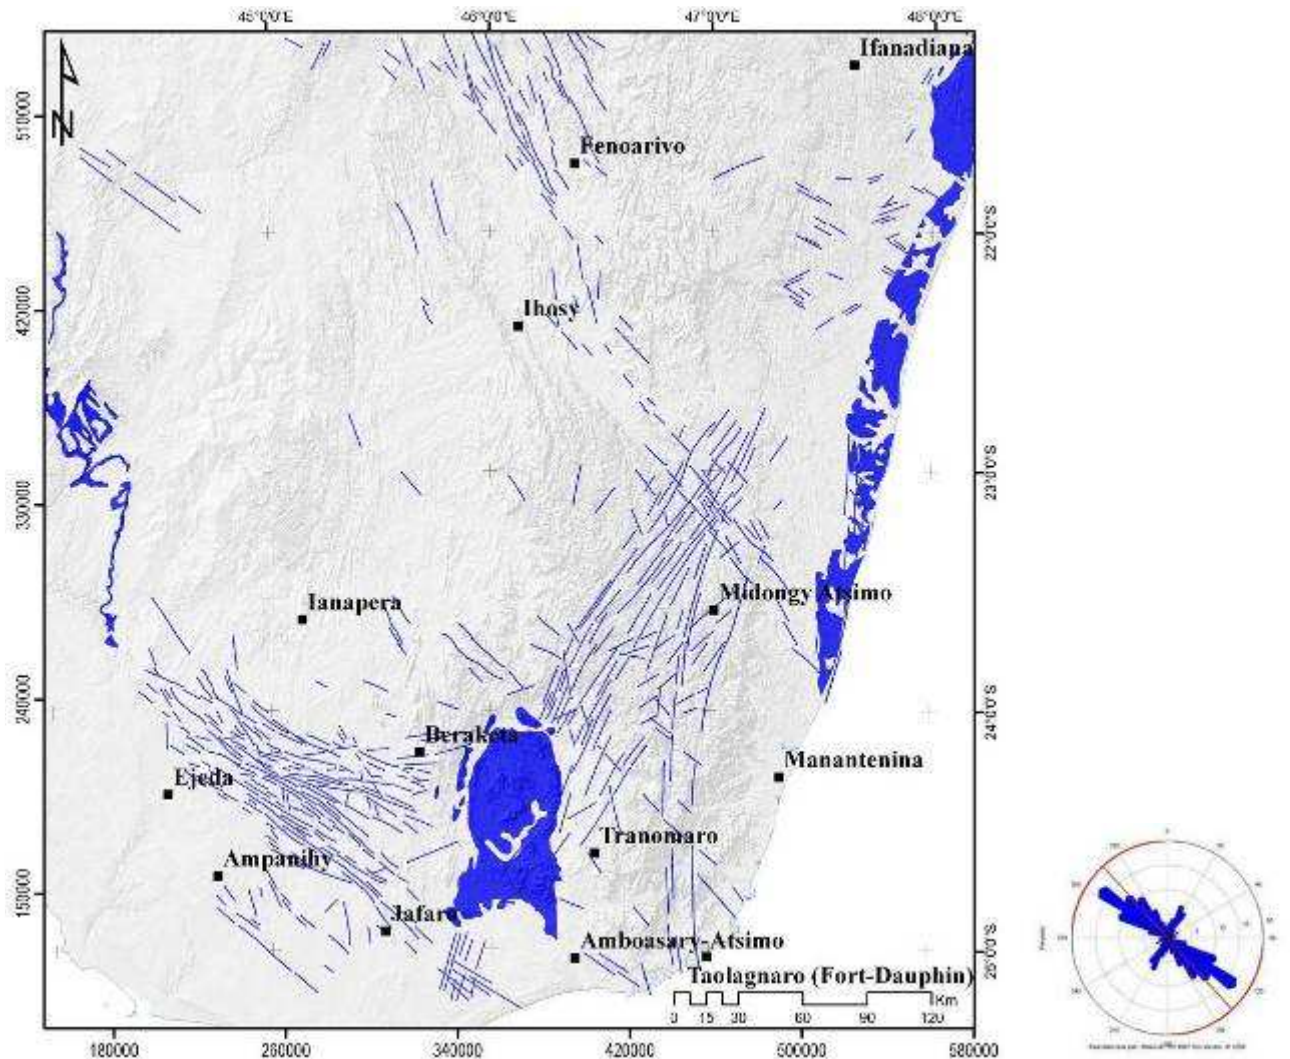 45°0'0"E
46°0'0"E
47°0'0"E
48°0'0"E
Ifanadiana
N
510000
Fenoarivo
22°0'0"S
420000
Ihosy
23°0'0"S
330000
Midongy Atsimo
Ianapera
240000
24°0'0"S
Beraketa
Manantenina
Ejeda
Tranomaro
Ampanihy
150000
Jafaro
Amboasary-Atsimo
25°0'0"S
Taolagnaro (Fort-Dauphin)
Km
0 15 30 60 90 120
180000
260000
340000
420000
500000
580000